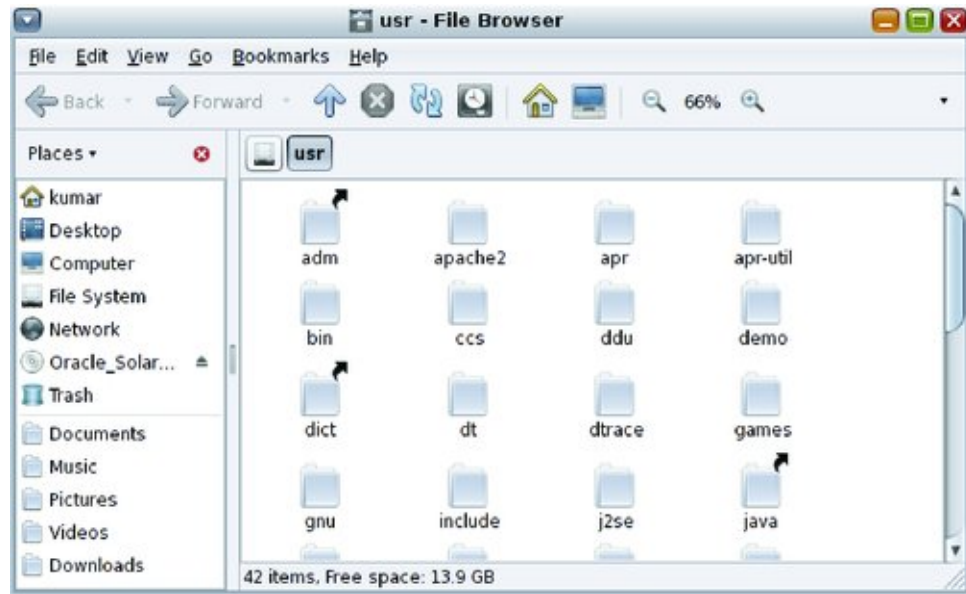 usr - File Browser
File Edit View Go Bookmarks Help
Back Forward 66%
Places
usr
kumar
Desktop
Computer
File System
Network
Oracle_Solar...
Trash
Documents
Music
Pictures
Videos
Downloads
adm apache2 apr apr-util
bin ccs ddu demo
dict dt dtrace games
gnu include j2se java
42 items, Free space: 13.9 GB